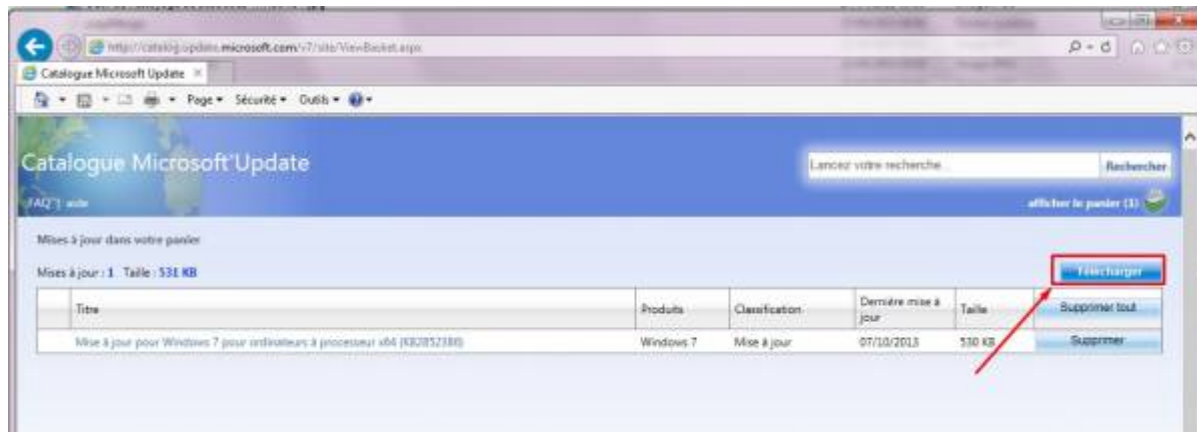 http://catalog.update.microsoft.com/v7/site/ViewBasket.aspx
Catalogue Microsoft Update
Page Sécurité Outils
Catalogue Microsoft Update
Lancez votre recherche...
Rechercher
FAQ | aide
afficher le panier (1)
Mises à jour dans votre panier
Mises à jour : 1 Taille : 531 KB
Télécharger
Titre Produits Classification Dernière mise à jour Taille Supprimer tout
Mise à jour pour Windows 7 pour ordinateurs à processeur x64 (KB2852386) Windows 7 Mise à jour 07/10/2013 530 KB Supprimer